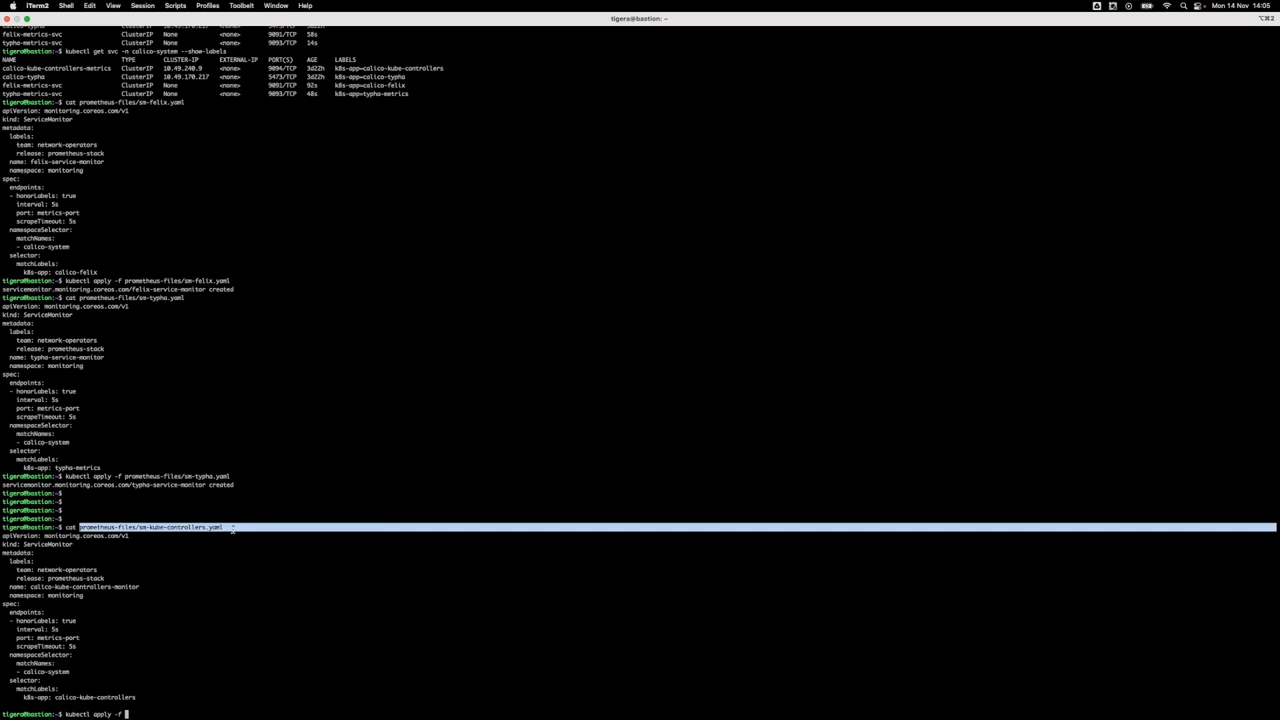 iTerm2 Shell Edit View Session Scripts Profiles Toolbelt Window Help Mon 14 Nov 14:05
tigera@bastion: ~ ⌥⌘2
felix-metrics-svc ClusterIP None <none> 9091/TCP 58s
typha-metrics-svc ClusterIP None <none> 9093/TCP 14s
tigera@bastion:~$ kubectl get svc -n calico-system --show-labels
NAME TYPE CLUSTER-IP EXTERNAL-IP PORT(S) AGE LABELS
calico-kube-controllers-metrics ClusterIP 10.49.240.9 <none> 9094/TCP 3d22h k8s-app=calico-kube-controllers
calico-typha ClusterIP 10.49.170.217 <none> 5473/TCP 3d22h k8s-app=calico-typha
felix-metrics-svc ClusterIP None <none> 9091/TCP 92s k8s-app=calico-felix
typha-metrics-svc ClusterIP None <none> 9093/TCP 48s k8s-app=typha-metrics
tigera@bastion:~$ cat prometheus-files/sm-felix.yaml
apiVersion: monitoring.coreos.com/v1
kind: ServiceMonitor
metadata:
labels:
team: network-operators
release: prometheus-stack
name: felix-service-monitor
namespace: monitoring
spec:
endpoints:
- honorLabels: true
interval: 5s
port: metrics-port
scrapeTimeout: 5s
namespaceSelector:
matchNames:
- calico-system
selector:
matchLabels:
k8s-app: calico-felix
tigera@bastion:~$ kubectl apply -f prometheus-files/sm-felix.yaml
servicemonitor.monitoring.coreos.com/felix-service-monitor created
tigera@bastion:~$ cat prometheus-files/sm-typha.yaml
apiVersion: monitoring.coreos.com/v1
kind: ServiceMonitor
metadata:
labels:
team: network-operators
release: prometheus-stack
name: typha-service-monitor
namespace: monitoring
spec:
endpoints:
- honorLabels: true
interval: 5s
port: metrics-port
scrapeTimeout: 5s
namespaceSelector:
matchNames:
- calico-system
selector:
matchLabels:
k8s-app: typha-metrics
tigera@bastion:~$ kubectl apply -f prometheus-files/sm-typha.yaml
servicemonitor.monitoring.coreos.com/typha-service-monitor created
tigera@bastion:~$
tigera@bastion:~$
tigera@bastion:~$
tigera@bastion:~$
tigera@bastion:~$ cat prometheus-files/sm-kube-controllers.yaml
apiVersion: monitoring.coreos.com/v1
kind: ServiceMonitor
metadata:
labels:
team: network-operators
release: prometheus-stack
name: calico-kube-controllers-monitor
namespace: monitoring
spec:
endpoints:
- honorLabels: true
interval: 5s
port: metrics-port
scrapeTimeout: 5s
namespaceSelector:
matchNames:
- calico-system
selector:
matchLabels:
k8s-app: calico-kube-controllers
tigera@bastion:~$ kubectl apply -f